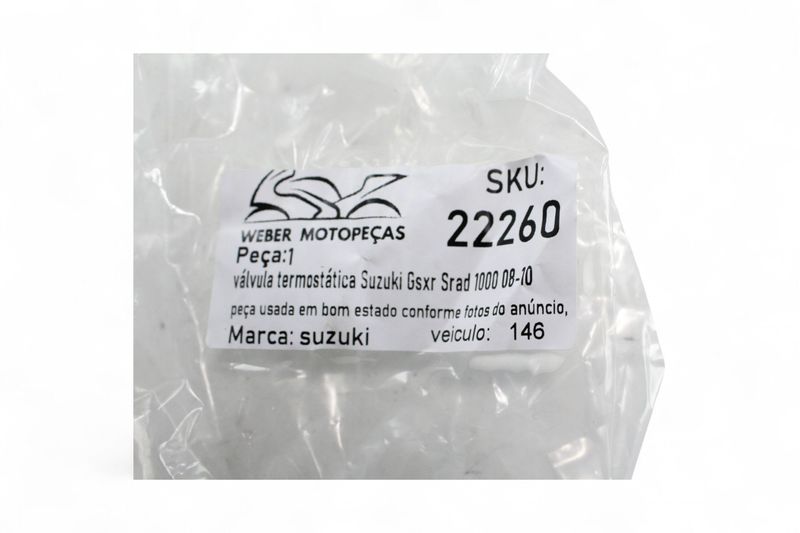 WEBER MOTOPEÇAS
SKU:
22260
Peça:1
válvula termostática Suzuki Gsxr Srad 1000 08-10
peça usada em bom estado conforme fotos do anúncio,
Marca: suzuki veiculo: 146